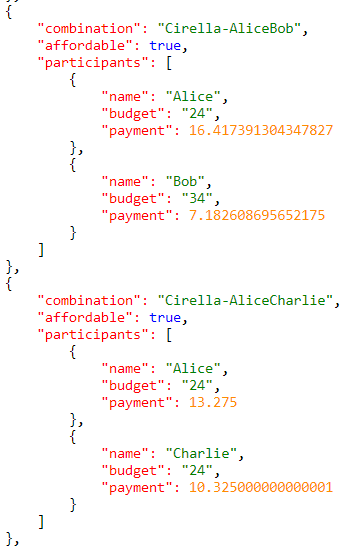 {
"combination": "Cirella-AliceBob",
"affordable": true,
"participants": [
{
"name": "Alice",
"budget": "24",
"payment": 16.417391304347827
},
{
"name": "Bob",
"budget": "34",
"payment": 7.182608695652175
}
]
},
{
"combination": "Cirella-AliceCharlie",
"affordable": true,
"participants": [
{
"name": "Alice",
"budget": "24",
"payment": 13.275
},
{
"name": "Charlie",
"budget": "24",
"payment": 10.325000000000001
}
]
},